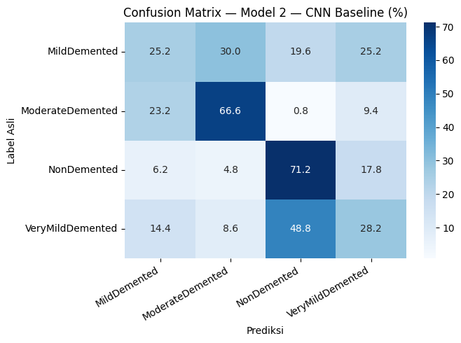 Confusion Matrix — Model 2 — CNN Baseline (%)
MildDemented 25.2 30.0 19.6 25.2
ModerateDemented 23.2 66.6 0.8 9.4
NonDemented 6.2 4.8 71.2 17.8
VeryMildDemented 14.4 8.6 48.8 28.2
Label Asli
MildDemented
ModerateDemented
NonDemented
VeryMildDemented
Prediksi
70
60
50
40
30
20
10